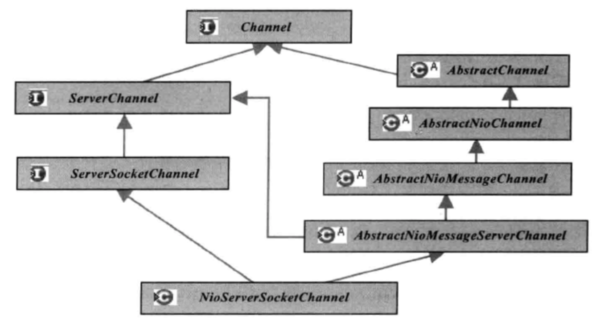 I Channel
C A AbstractChannel
I ServerChannel
C A AbstractNioChannel
I ServerSocketChannel
C A AbstractNioMessageChannel
C A AbstractNioMessageServerChannel
C NioServerSocketChannel